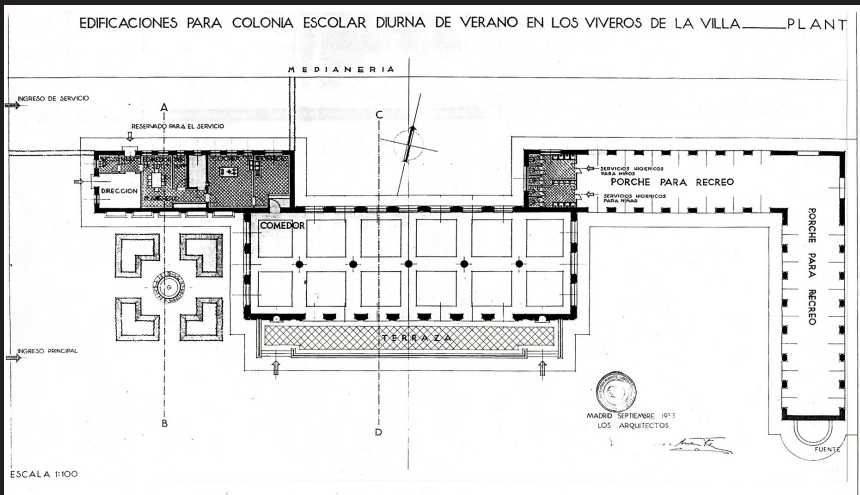 EDIFICACIONES PARA COLONIA ESCOLAR DIURNA DE VERANO EN LOS VIVEROS DE LA VILLA____PLANT
MEDIANERIA
INGRESO DE SERVICIO
A
C
RESERVADO PARA EL SERVICIO
DIRECCION
SERVICIOS HIGIENICOS
PARA NIÑOS
PORCHE PARA RECREO
SERVICIOS HIGIENICOS
PARA NIÑAS
COMEDOR
PORCHE PARA RECREO
TERRAZA
INGRESO PRINCIPAL
MADRID SEPTIEMBRE 1933
LOS ARQUITECTOS
B
D
FUENTE
ESCALA 1:100